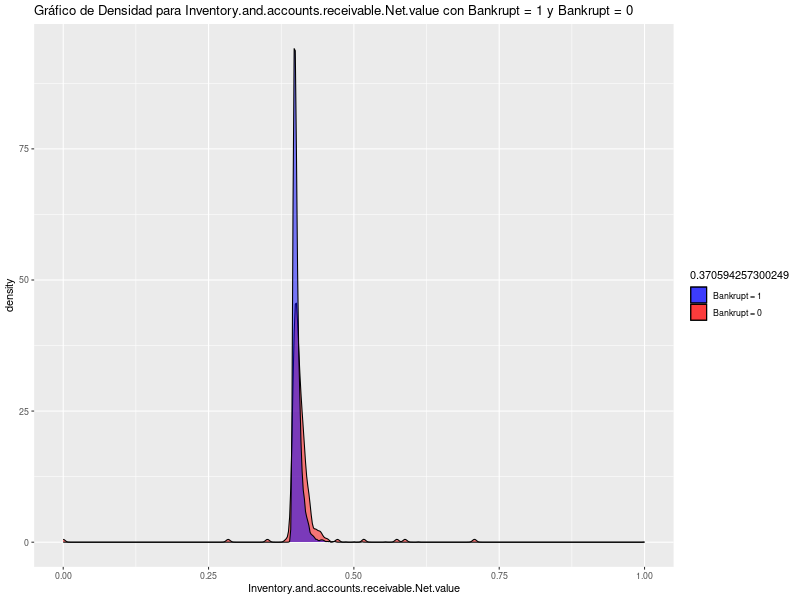 Gráfico de Densidad para Inventory.and.accounts.receivable.Net.value con Bankrupt = 1 y Bankrupt = 0
density
75
50
25
0
0.00
0.25
0.50
0.75
1.00
Inventory.and.accounts.receivable.Net.value
0.370594257300249
Bankrupt = 1
Bankrupt = 0